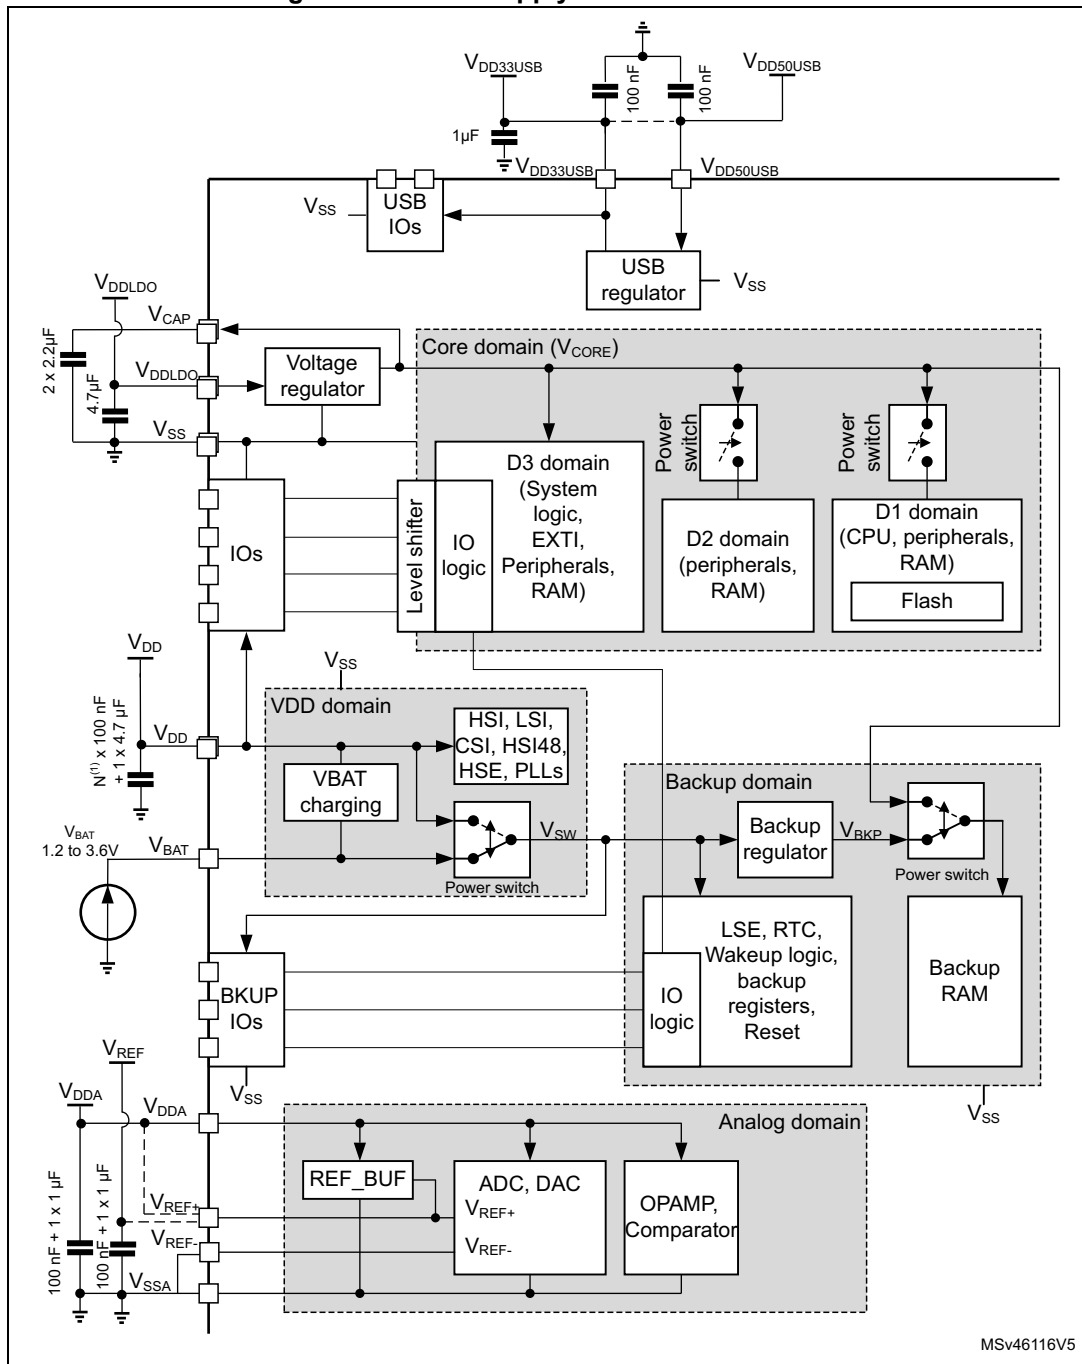 VDD33USB
100 nF
100 nF
VDD50USB
1µF
VDD33USB
VDD50USB
VSS
USB
IOs
USB
regulator
VSS
VDDLDO
VCAP
2 x 2.2µF
4.7µF
VDDLDO
VSS
Voltage
regulator
Core domain (VCORE)
Power
switch
Power
switch
IOs
Level shifter
IO
logic
D3 domain
(System
logic,
EXTI,
Peripherals,
RAM)
D2 domain
(peripherals,
RAM)
D1 domain
(CPU, peripherals,
RAM)
Flash
VDD
VSS
VDD domain
N(1) x 100 nF
+ 1 x 4.7 µF
VDD
HSI, LSI,
CSI, HSI48,
HSE, PLLs
VBAT
charging
VBAT
1.2 to 3.6V
VBAT
Power switch
VSW
Backup domain
Backup
regulator
VBKP
Power switch
LSE, RTC,
Wakeup logic,
backup
registers,
Reset
IO
logic
Backup
RAM
BKUP
IOs
VSS
VSS
VREF
VDDA
VDDA
Analog domain
100 nF + 1 x 1 µF
100 nF + 1 x 1 µF
REF_BUF
ADC, DAC
VREF+
VREF+
VREF-
VREF-
OPAMP,
Comparator
VSSA
MSv46116V5